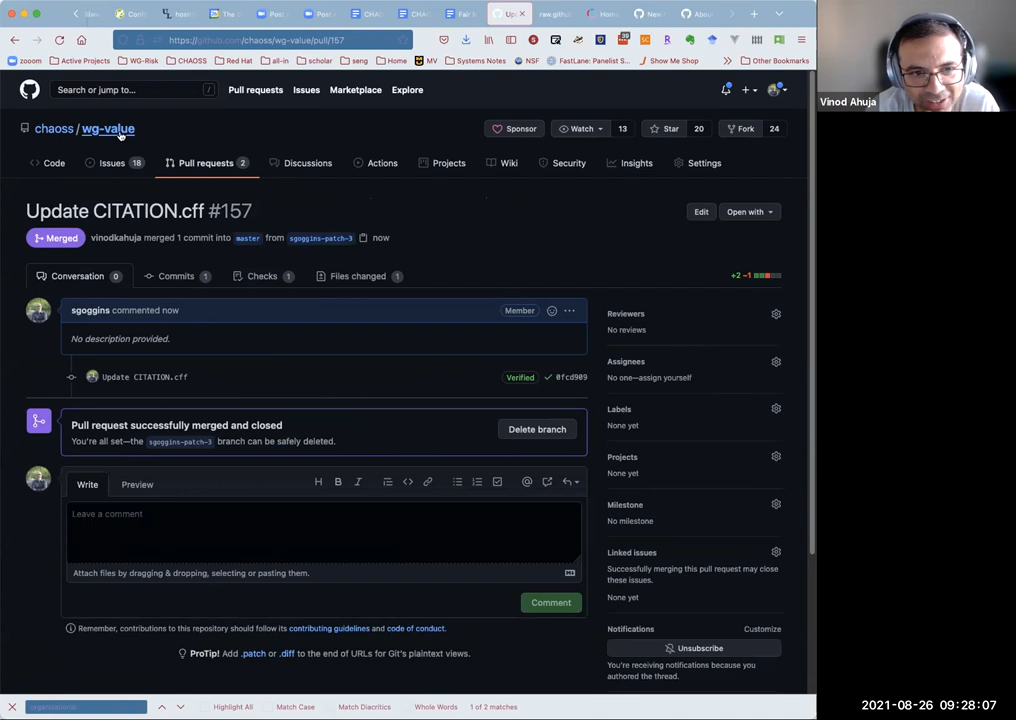 https://github.com/chaoss/wg-value/pull/157
zooom
Active Projects
WG-Risk
CHAOSS
Red Hat
all-in
scholar
seng
Home
MV
Systems Notes
NSF
FastLane: Panelist S...
Show Me Shop
Other Bookmarks
Search or jump to...
/
Pull requests
Issues
Marketplace
Explore
Vinod Ahuja
chaoss / wg-value
Sponsor
Watch 13
Star 20
Fork 24
Code
Issues 18
Pull requests 2
Discussions
Actions
Projects
Wiki
Security
Insights
Settings
Update CITATION.cff #157
Edit
Open with
Merged
vinodkahuja merged 1 commit into master from sgoggins-patch-3 now
Conversation 0
Commits 1
Checks 1
Files changed 1
+2 −1
sgoggins commented now
Member
No description provided.
Update CITATION.cff
Verified
0fcd909
Pull request successfully merged and closed
You're all set—the sgoggins-patch-3 branch can be safely deleted.
Delete branch
Write
Preview
Leave a comment
Attach files by dragging & dropping, selecting or pasting them.
Comment
Remember, contributions to this repository should follow its contributing guidelines and code of conduct.
ProTip! Add .patch or .diff to the end of URLs for Git's plaintext views.
Reviewers
No reviews
Assignees
No one—assign yourself
Labels
None yet
Projects
None yet
Milestone
No milestone
Linked issues
Successfully merging this pull request may close
these issues.
None yet
Notifications
Customize
Unsubscribe
You're receiving notifications because you
authored the thread.
organizational
Highlight All
Match Case
Match Diacritics
Whole Words
1 of 2 matches
2021-08-26 09:28:07